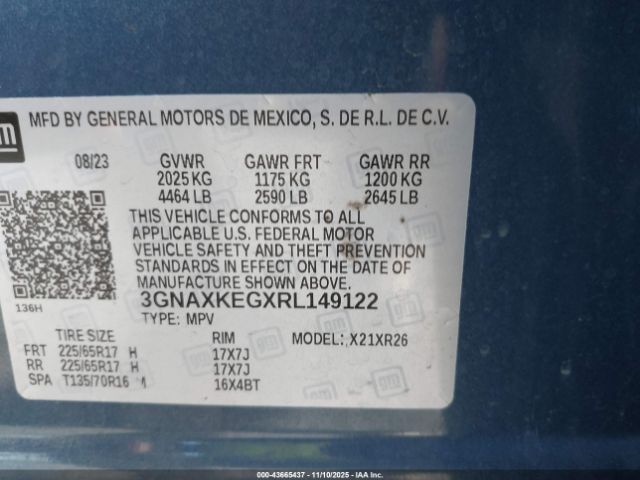 GM
MFD BY GENERAL MOTORS DE MEXICO, S. DE R.L. DE C.V.
08/23 GVWR GAWR FRT GAWR RR
2025 KG 1175 KG 1200 KG
4464 LB 2590 LB 2645 LB
THIS VEHICLE CONFORMS TO ALL
APPLICABLE U.S. FEDERAL MOTOR
VEHICLE SAFETY AND THEFT PREVENTION
STANDARDS IN EFFECT ON THE DATE
OF MANUFACTURE SHOWN ABOVE.
136H 3GNAXKEGXRL149122
TYPE: MPV
TIRE SIZE RIM MODEL: X21XR26
FRT 225/65R17 H 17X7J
RR 225/65R17 H 17X7J
SPA T135/70R16 M 16X4BT
000-43665437 - 11/10/2025 - IAA Inc.